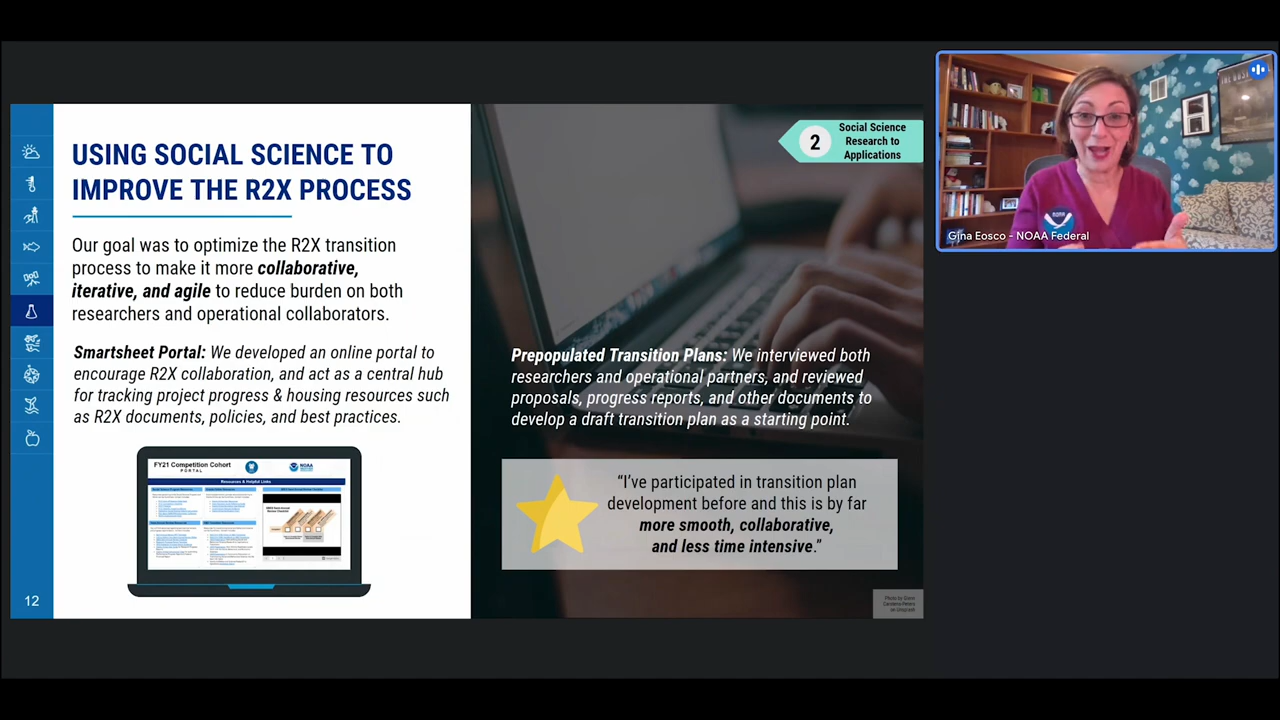 USING SOCIAL SCIENCE TO
IMPROVE THE R2X PROCESS
Our goal was to optimize the R2X transition
process to make it more collaborative,
iterative, and agile to reduce burden on both
researchers and operational collaborators.
Smartsheet Portal: We developed an online portal to
encourage R2X collaboration, and act as a central hub
for tracking project progress & housing resources such
as R2X documents, policies, and best practices.
FY21 Competition Cohort
PORTAL
NOAA
Resources & Helpful Links
12
2
Social Science
Research to
Applications
Prepopulated Transition Plans: We interviewed both
researchers and operational partners, and reviewed
proposals, progress reports, and other documents to
develop a draft transition plan as a starting point.
“I’ve participated in transition plan
development before and this is by far
more smooth, collaborative,
and less time intensive.”
Photo by
on Unsplash
NOAA
Gina Eosco - NOAA Federal